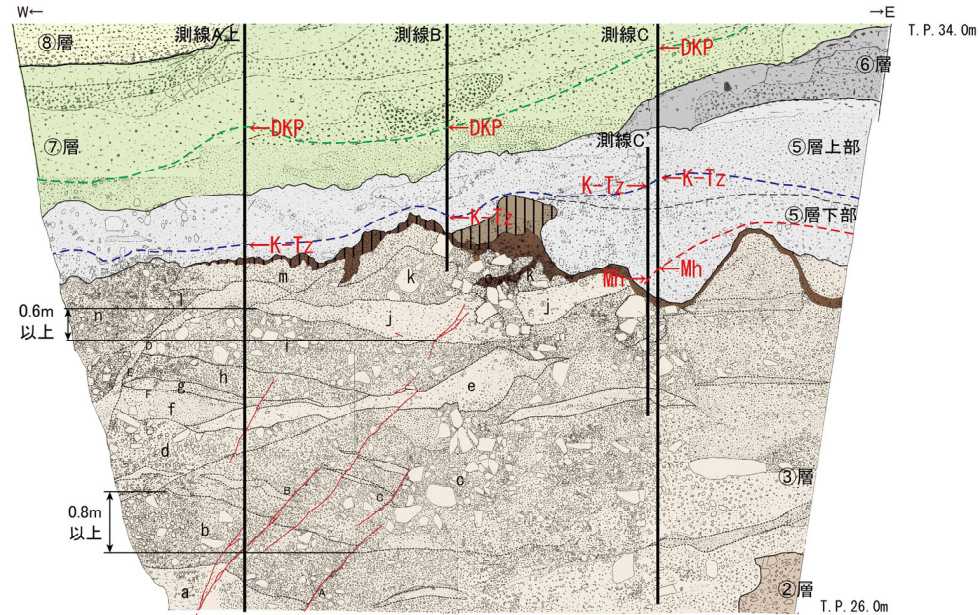 W←
→E
T.P.34.0m
⑧層
測線A上
測線B
測線C
←DKP
⑥層
←DKP
←DKP
⑦層
測線C'
⑤層上部
K-Tz→
←K-Tz
←K-Tz
⑤層下部
←K-Tz
m
k
o
k
Mh→
←Mh
l
0.6m
以上
n
j
j
i
D
E
g
h
F
e
f
d
B
C
c
③層
0.8m
以上
b
a
A
②層
T.P.26.0m